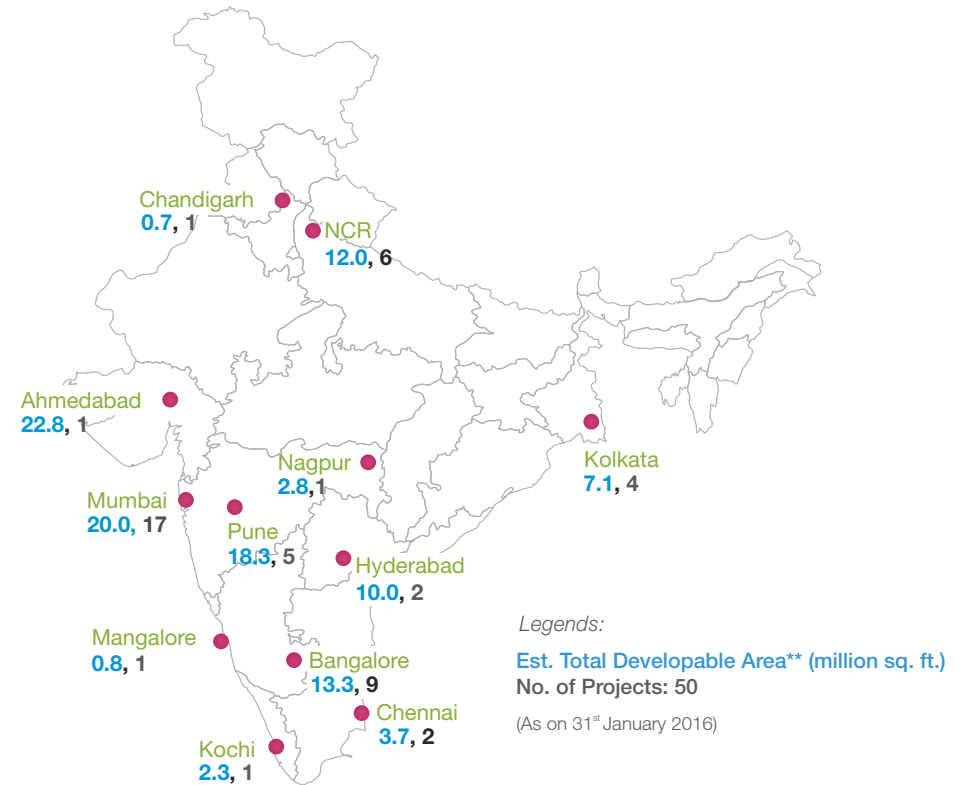 Chandigarh
0.7, 1
NCR
12.0, 6
Ahmedabad
22.8, 1
Kolkata
7.1, 4
Nagpur
2.8,1
Mumbai
20.0, 17
Pune
18.3, 5
Hyderabad
10.0, 2
Mangalore
0.8, 1
Bangalore
13.3, 9
Chennai
3.7, 2
Kochi
2.3, 1
Legends:
Est. Total Developable Area** (million sq. ft.)
No. of Projects: 50
(As on 31st January 2016)